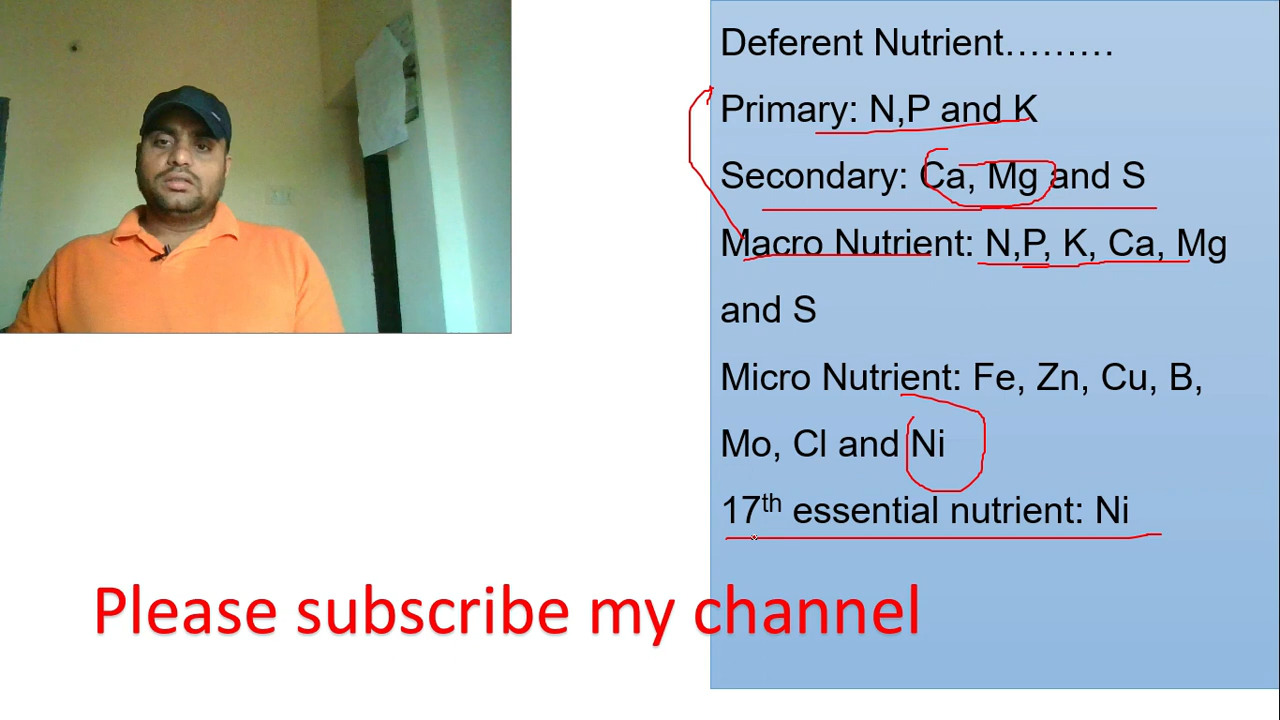 Deferent Nutrient………
Primary: N,P and K
Secondary: Ca, Mg and S
Macro Nutrient: N,P, K, Ca, Mg
and S
Micro Nutrient: Fe, Zn, Cu, B,
Mo, Cl and Ni
17th essential nutrient: Ni
Please subscribe my channel